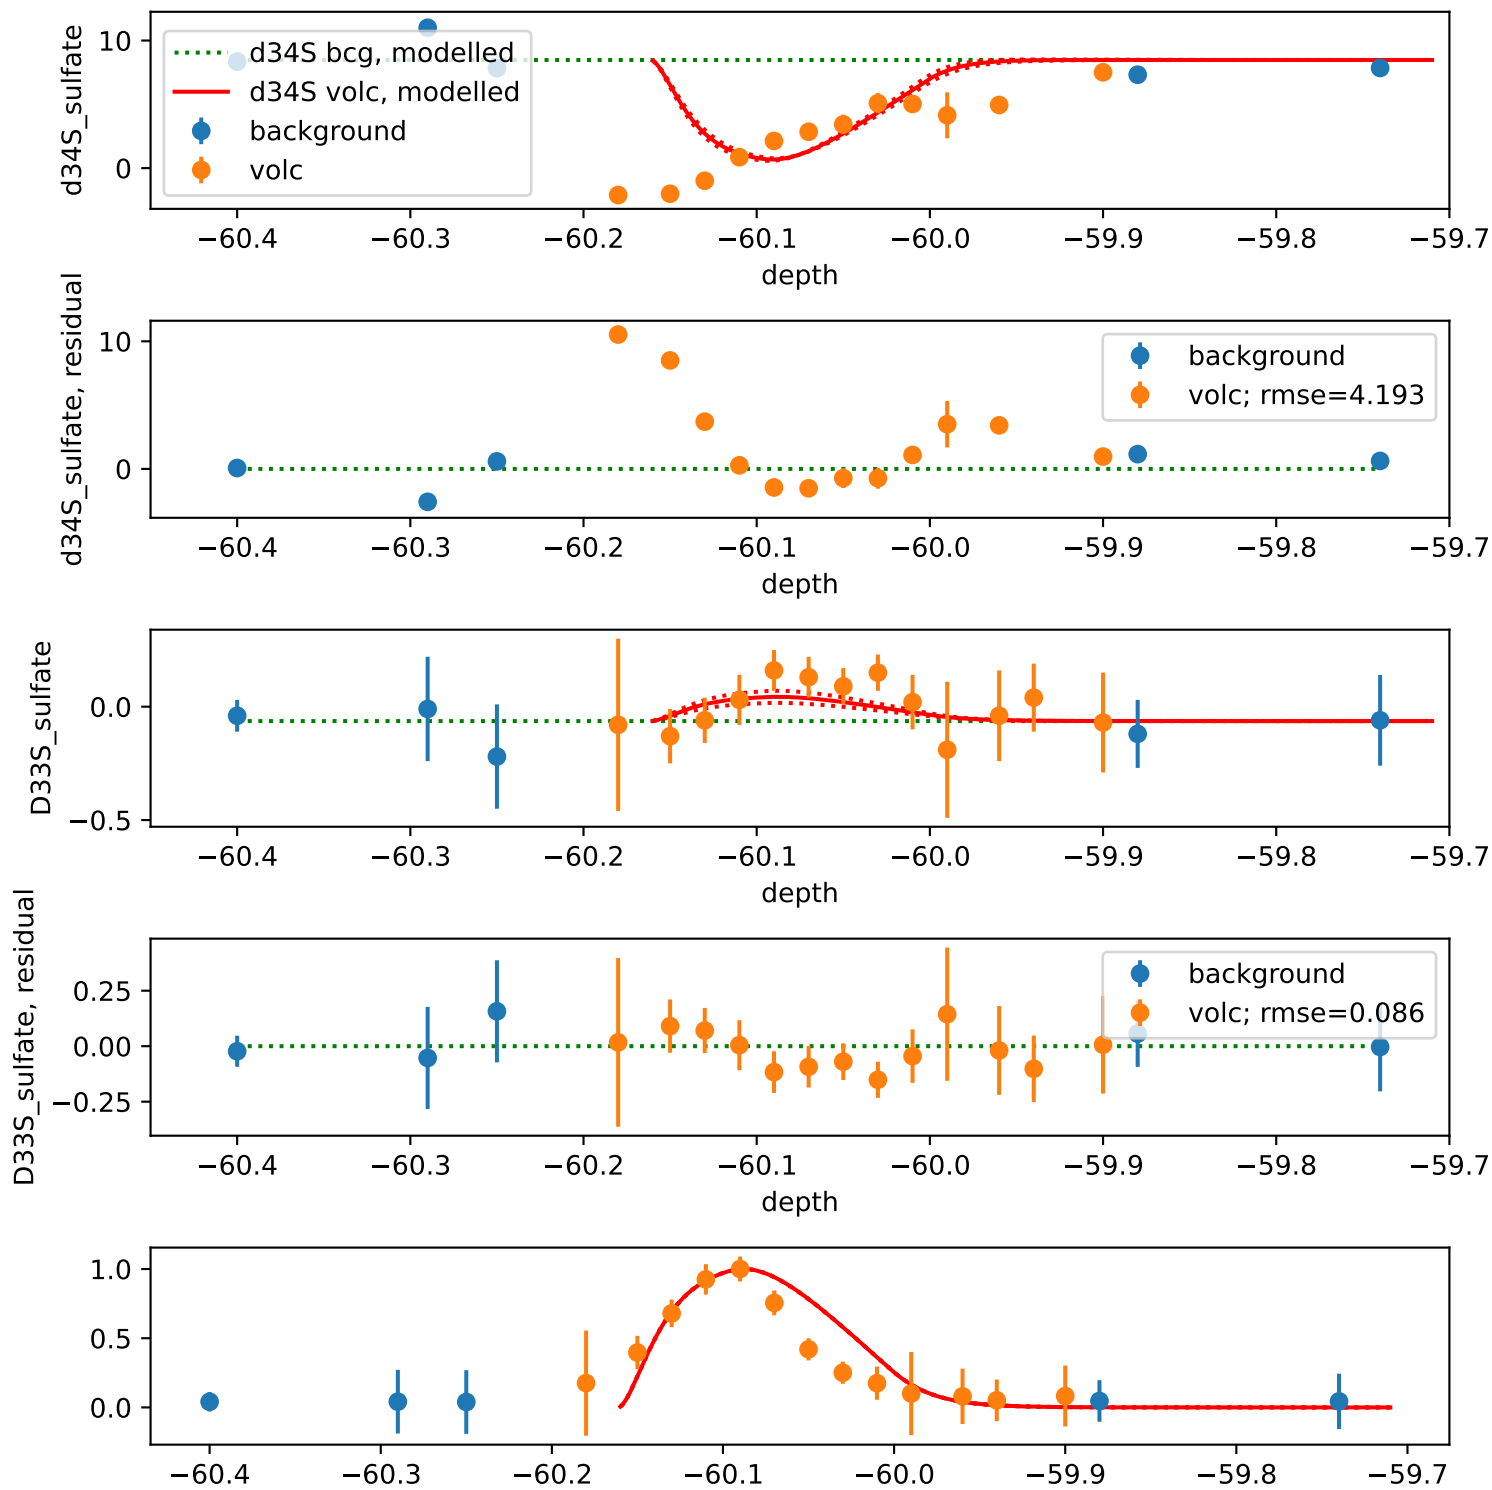 d34S_sulfate
10
0
d34S bcg, modelled
d34S volc, modelled
background
volc
−60.4 −60.3 −60.2 −60.1 −60.0 −59.9 −59.8 −59.7
depth
d34S_sulfate, residual
10
0
background
volc; rmse=4.193
−60.4 −60.3 −60.2 −60.1 −60.0 −59.9 −59.8 −59.7
depth
D33S_sulfate
0.0
−0.5
−60.4 −60.3 −60.2 −60.1 −60.0 −59.9 −59.8 −59.7
depth
D33S_sulfate, residual
0.25
0.00
−0.25
background
volc; rmse=0.086
−60.4 −60.3 −60.2 −60.1 −60.0 −59.9 −59.8 −59.7
depth
1.0
0.5
0.0
−60.4 −60.3 −60.2 −60.1 −60.0 −59.9 −59.8 −59.7